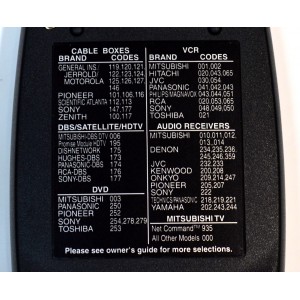 CABLE BOXES
BRAND CODES
GENERAL INS. 119,120,121
JERROLD/ 122,123,124,
MOTOROLA 125,126,127,
146
PIONEER 101,106,116
SCIENTIFIC ATLANTA 112,113
SONY 147,177
ZENITH 100,117
DBS/SATELLITE/HDTV
MITSUBISHI-DBS DTV 006
Promise Module HDTV 195
DISHNETWORK 175
HUGHES-DBS 173
PANASONIC-DBS 174
RCA-DBS 176
SONY-DBS 177
DVD
MITSUBISHI 003
PANASONIC 250
PIONEER 252
SONY 254,278,279
TOSHIBA 253
VCR
BRAND CODES
MITSUBISHI 001,002
HITACHI 020,043,065
JVC 030,054
PANASONIC 041,042,043
PHILIPS MAGNAVOX 044,051
RCA 020,053,065
SONY 048,049,050
TOSHIBA 021
AUDIO RECEIVERS
MITSUBISHI 010,011,012,
013,014
DENON 234,235,236,
245,246,359
JVC 232,233
KENWOOD 200,208
ONKYO 209,214,247
PIONEER 205,207
SONY 222
TECHNICS PANASONIC 218,219,221
YAMAHA 202,243,244
MITSUBISHI TV
Net Command™ 935
All Other Models 000
Please see owner's guide for more selections.